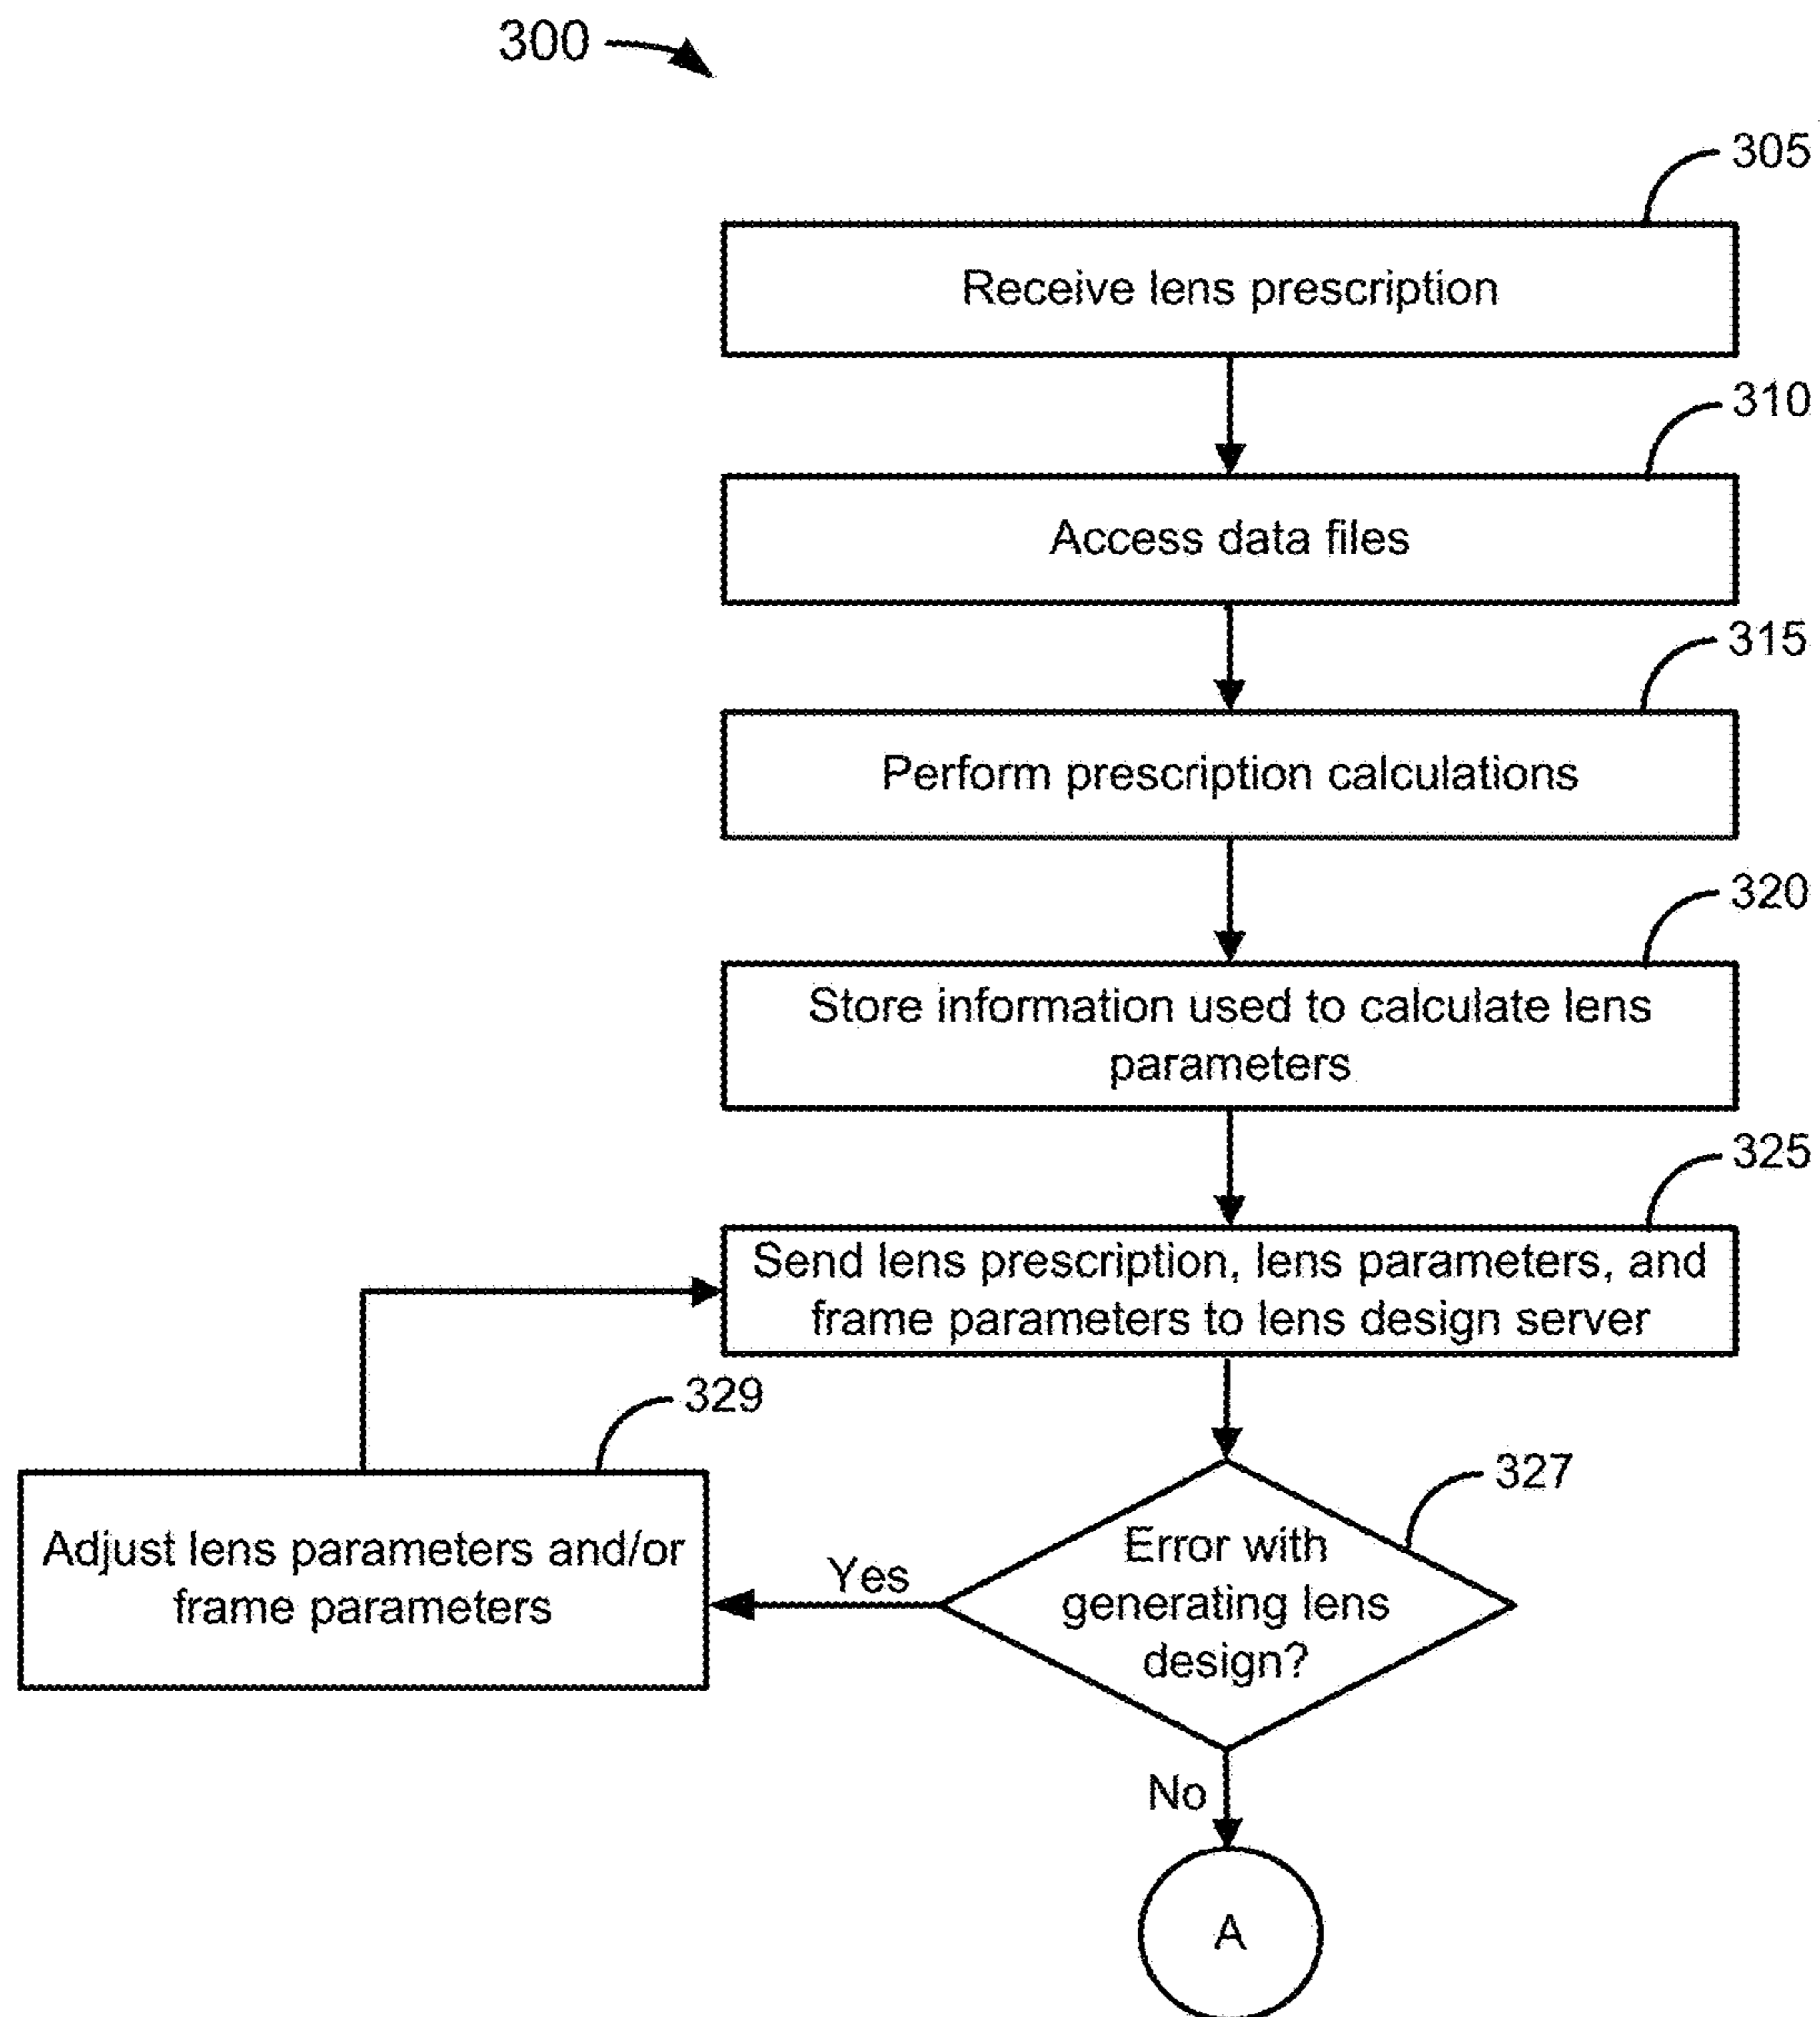 300
305
Receive lens prescription
310
Access data files
315
Perform prescription calculations
320
Store information used to calculate lens
parameters
325
Send lens prescription, lens parameters, and
frame parameters to lens design server
329
Adjust lens parameters and/or
frame parameters
Yes
327
Error with
generating lens
design?
No
A